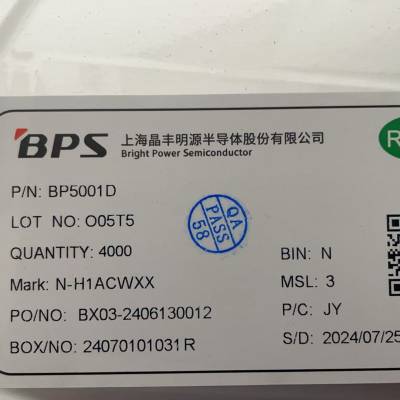 BPS 上海晶丰明源半导体股份有限公司
Bright Power Semiconductor
R
P/N: BP5001D
LOT NO: O05T5
QUANTITY: 4000
QA PASS 58
BIN: N
Mark: N-H1ACWXX
MSL: 3
PO/NO: BX03-2406130012
P/C: JY
BOX/NO: 24070101031R
S/D: 2024/07/25